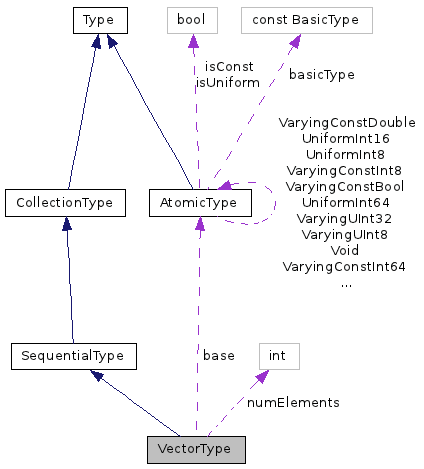 Type
bool
const BasicType
isConst
isUniform
basicType
VaryingConstDouble
UniformInt16
UniformInt8
VaryingConstInt8
VaryingConstBool
UniformInt64
VaryingUInt32
VaryingUInt8
Void
VaryingConstInt64
...
CollectionType
AtomicType
SequentialType
base
int
numElements
VectorType